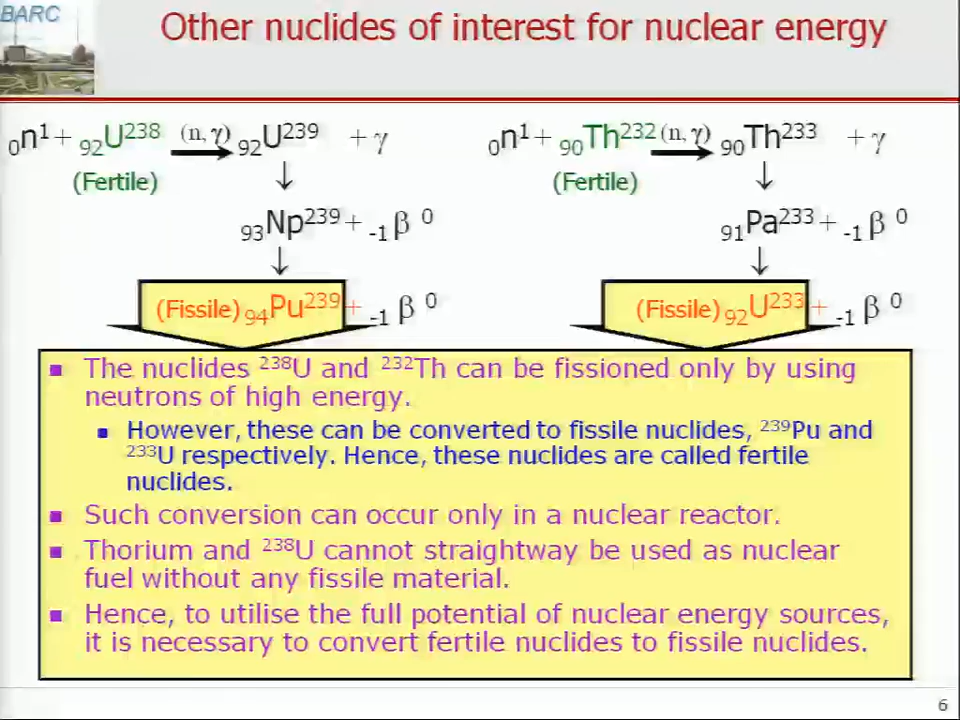 BARC
Other nuclides of interest for nuclear energy
₀n¹ + ₉₂U²³⁸ (n, γ) ₉₂U²³⁹ + γ
(Fertile) ↓
₉₃Np²³⁹ + ₋₁β⁰
↓
(Fissile) ₉₄Pu²³⁹ + ₋₁β⁰
₀n¹ + ₉₀Th²³² (n, γ) ₉₀Th²³³ + γ
(Fertile) ↓
₉₁Pa²³³ + ₋₁β⁰
↓
(Fissile) ₉₂U²³³ + ₋₁β⁰
▪ The nuclides ²³⁸U and ²³²Th can be fissioned only by using
neutrons of high energy.
▪ However, these can be converted to fissile nuclides, ²³⁹Pu and
²³³U respectively. Hence, these nuclides are called fertile
nuclides.
▪ Such conversion can occur only in a nuclear reactor.
▪ Thorium and ²³⁸U cannot straightway be used as nuclear
fuel without any fissile material.
▪ Hence, to utilise the full potential of nuclear energy sources,
it is necessary to convert fertile nuclides to fissile nuclides.
6